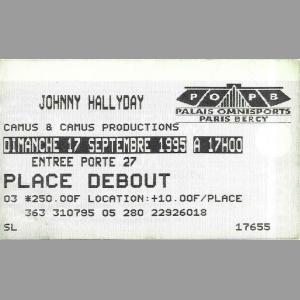 JOHNNY HALLYDAY
POPB
PALAIS OMNISPORTS
PARIS BERCY
CAMUS & CAMUS PRODUCTIONS
DIMANCHE 17 SEPTEMBRE 1995 A 17H00
ENTREE PORTE 27
PLACE DEBOUT
03 *250.00F LOCATION:+10.00F/PLACE
363 310795 05 280 22926018
SL 17655